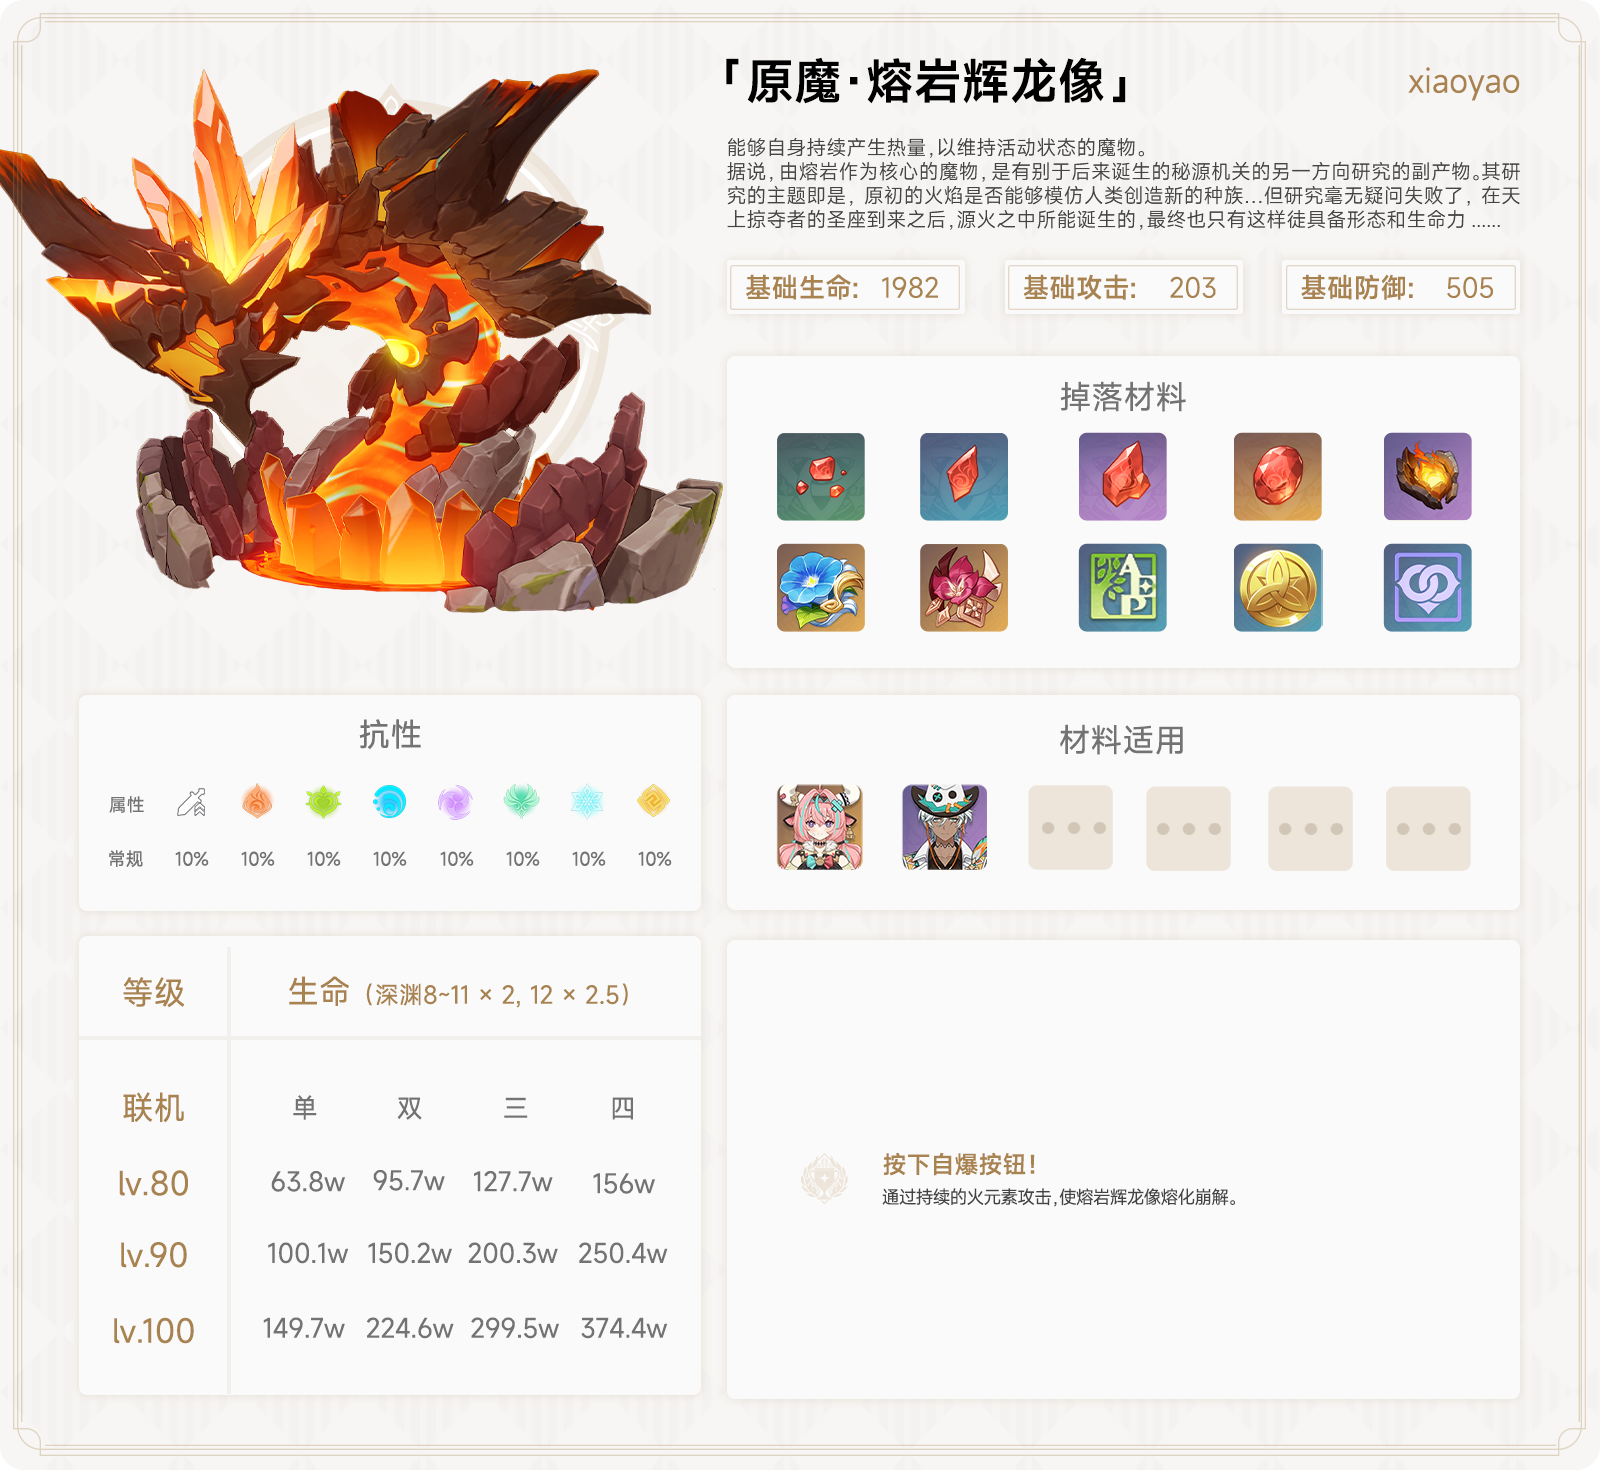 「原魔·熔岩辉龙像」
xiaoyao
能够自身持续产生热量,以维持活动状态的魔物。
据说,由熔岩作为核心的魔物,是有别于后来诞生的秘源机关的另一方向研究的副产物。其研
究的主题即是,原初的火焰是否能够模仿人类创造新的种族…但研究毫无疑问失败了,在天
上掠夺者的圣座到来之后,源火之中所能诞生的,最终也只有这样徒具备形态和生命力 ……
基础生命: 1982
基础攻击: 203
基础防御: 505
掉落材料
AEP
抗性
属性
常规 10% 10% 10% 10% 10% 10% 10% 10%
材料适用
等级 生命 (深渊8~11 × 2, 12 × 2.5)
联机 单 双 三 四
lv.80 63.8w 95.7w 127.7w 156w
lv.90 100.1w 150.2w 200.3w 250.4w
lv.100 149.7w 224.6w 299.5w 374.4w
按下自爆按钮!
通过持续的火元素攻击,使熔岩辉龙像熔化崩解。